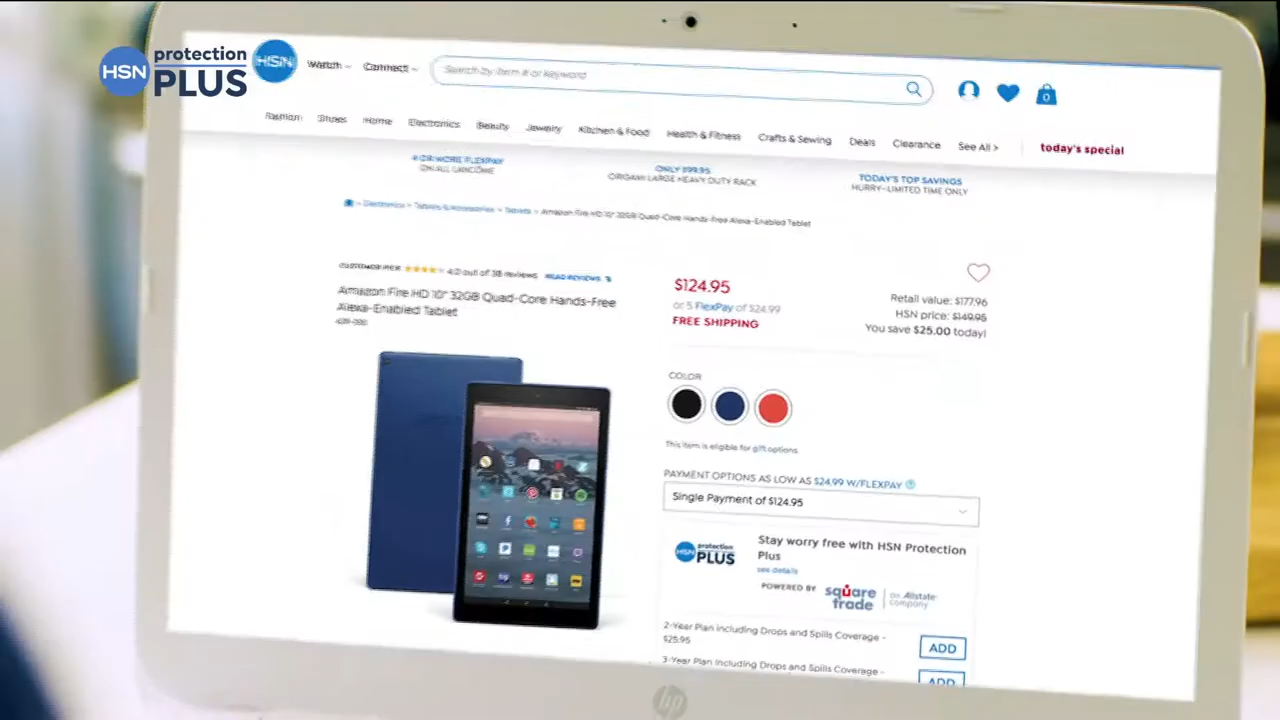 HSN protection PLUS
HSN
Watch
Connect
Search by item # or keyword
0
Fashion Shoes Home Electronics Beauty Jewelry Kitchen & Food Health & Fitness Crafts & Sewing Deals Clearance See All > today's special
4 OR MORE FLEXPAY
ON ALL LANCÔME
ONLY $99.95
ORIGAMI LARGE HEAVY DUTY RACK
TODAY'S TOP SAVINGS
HURRY–LIMITED TIME ONLY
> Electronics > Tablets & Accessories > Tablets > Amazon Fire HD 10" 32GB Quad-Core Hands-Free Alexa-Enabled Tablet
CUSTOMER PICK 4.0 out of 38 reviews READ REVIEWS
Amazon Fire HD 10" 32GB Quad-Core Hands-Free
Alexa-Enabled Tablet
$124.95
or 5 FlexPay of $24.99
FREE SHIPPING
Retail value: $177.96
HSN price: $149.95
You save $25.00 today!
COLOR
This item is eligible for gift options
PAYMENT OPTIONS AS LOW AS $24.99 W/FLEXPAY ?
Single Payment of $124.95
HSN protection PLUS
Stay worry free with HSN Protection
Plus
see details
POWERED BY square trade an Allstate company
2-Year Plan including Drops and Spills Coverage -
$25.95
ADD
3-Year Plan including Drops and Spills Coverage -
ADD
hp